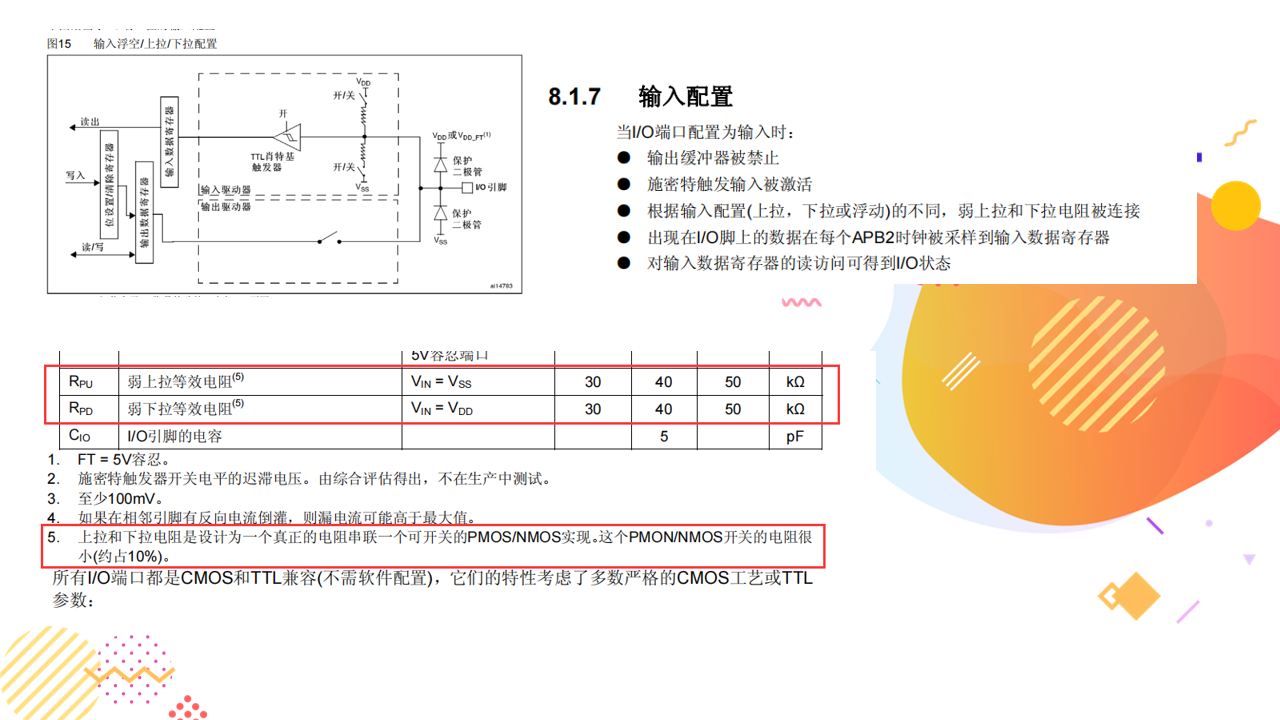 图15 输入浮空/上拉/下拉配置
读出
写入
读/写
位设置/清除寄存器
输入数据寄存器
输出数据寄存器
开
TTL肖特基
触发器
VDD
开/关
开/关
VSS
输入驱动器
输出驱动器
VDD或VDD_FT(1)
保护
二极管
I/O 引脚
保护
二极管
VSS
ai14783
8.1.7 输入配置
当I/O端口配置为输入时：
● 输出缓冲器被禁止
● 施密特触发输入被激活
● 根据输入配置(上拉，下拉或浮动)的不同，弱上拉和下拉电阻被连接
● 出现在I/O脚上的数据在每个APB2时钟被采样到输入数据寄存器
● 对输入数据寄存器的读访问可得到I/O状态
5V容忍端口
RPU 弱上拉等效电阻(5) VIN = VSS 30 40 50 kΩ
RPD 弱下拉等效电阻(5) VIN = VDD 30 40 50 kΩ
CIO I/O引脚的电容 5 pF
1. FT = 5V容忍。
2. 施密特触发器开关电平的迟滞电压。由综合评估得出，不在生产中测试。
3. 至少100mV。
4. 如果在相邻引脚有反向电流倒灌，则漏电流可能高于最大值。
5. 上拉和下拉电阻是设计为一个真正的电阻串联一个可开关的PMOS/NMOS实现。这个PMON/NMOS开关的电阻很
小(约占10%)。
所有I/O端口都是CMOS和TTL兼容(不需软件配置)，它们的特性考虑了多数严格的CMOS工艺或TTL
参数：